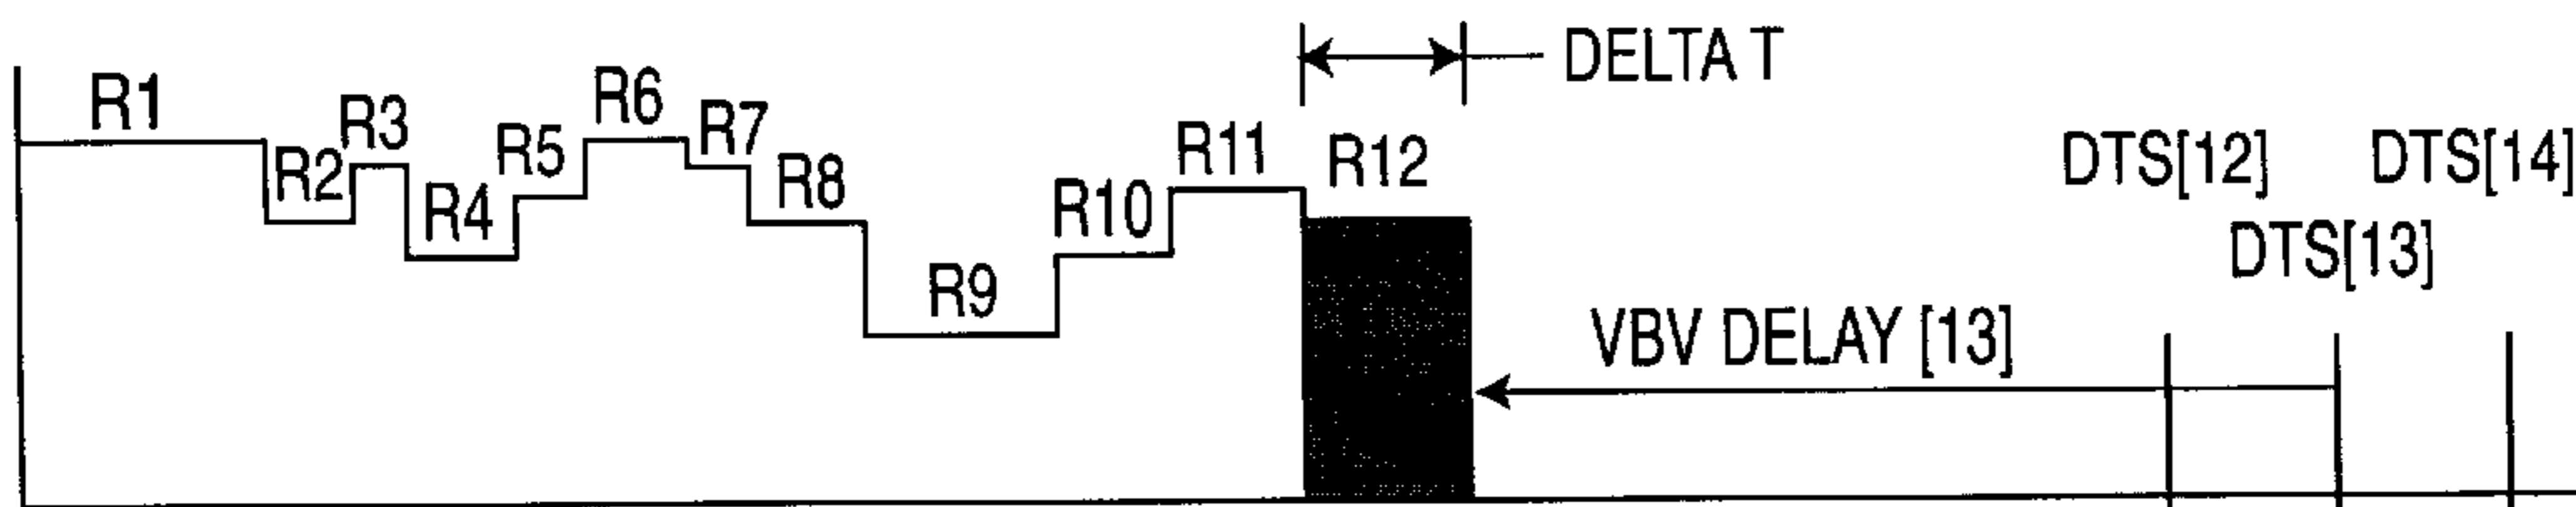 DELTA T
R1
R2
R3
R4
R5
R6
R7
R8
R9
R10
R11
R12
DTS[12]
DTS[13]
DTS[14]
VBV DELAY [13]